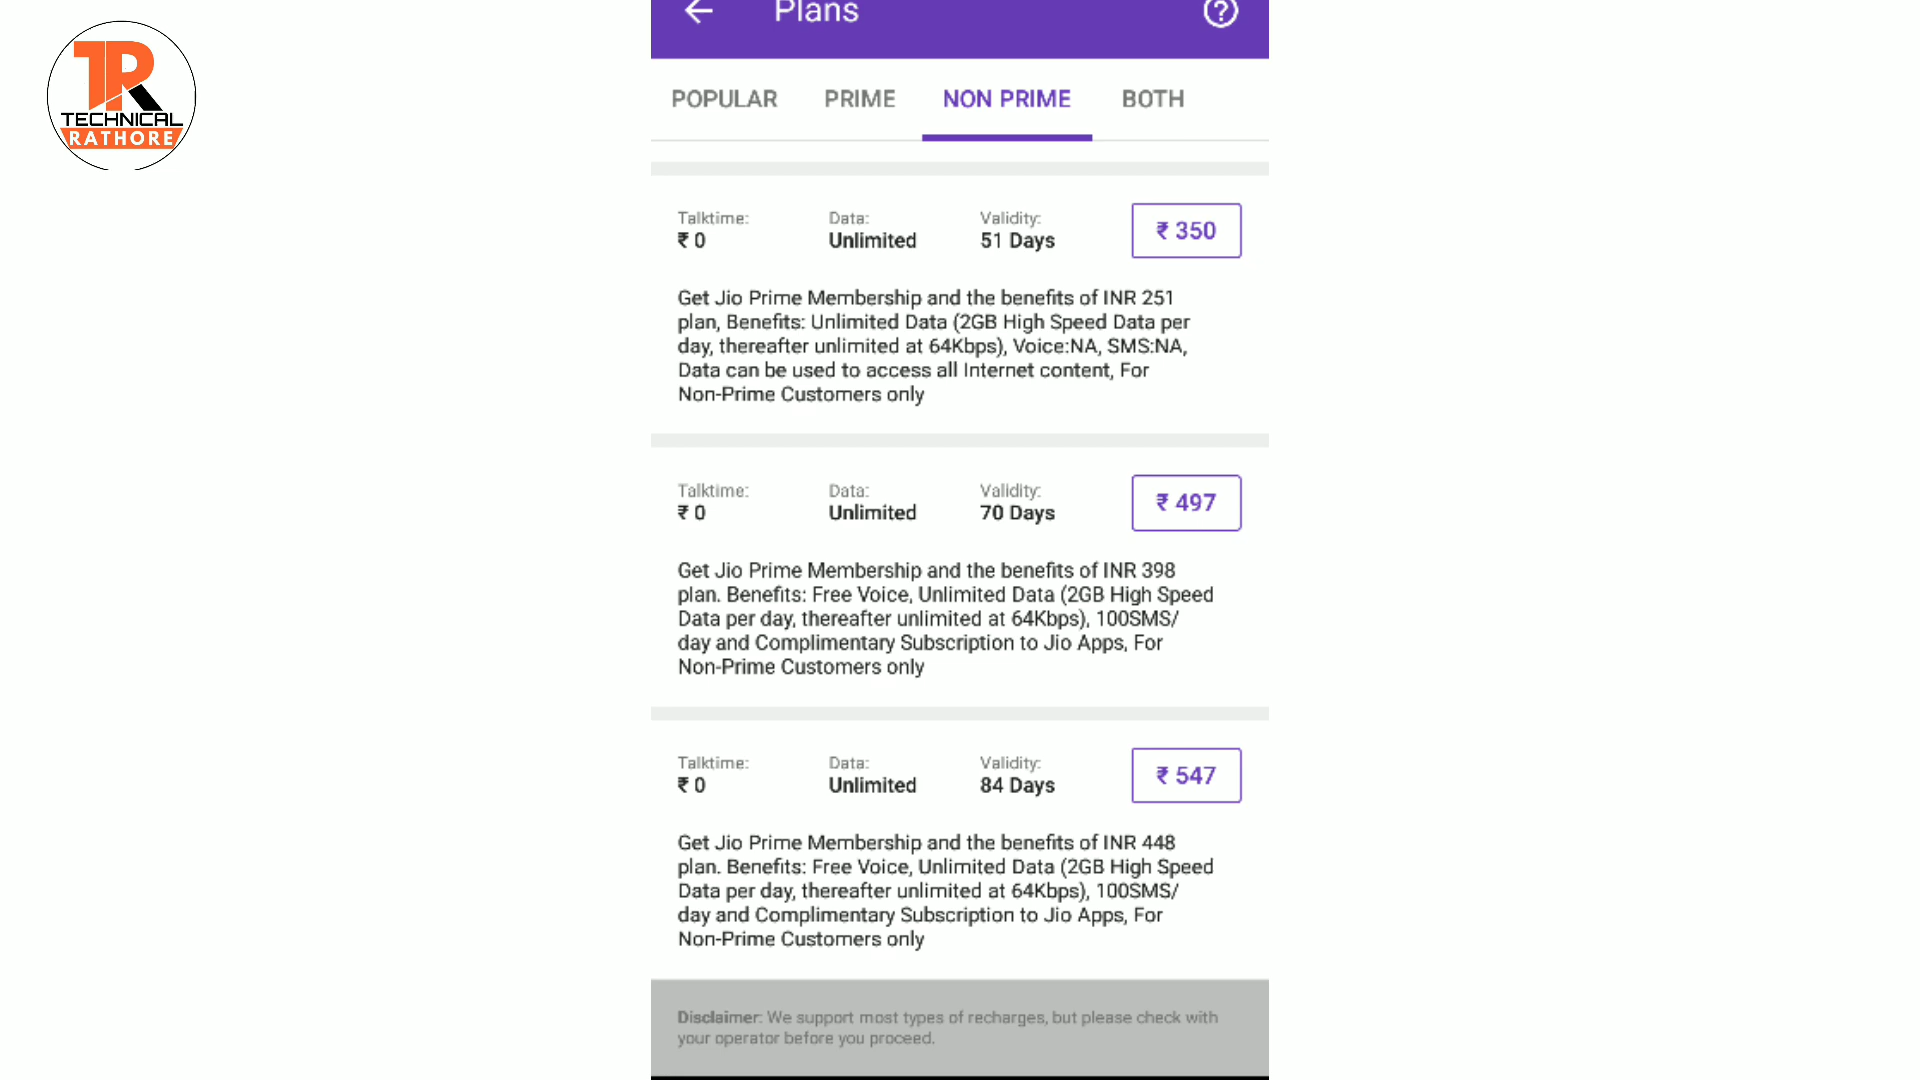 TR
TECHNICAL
RATHORE
Plans
POPULAR PRIME NON PRIME BOTH
Talktime: Data: Validity:
₹ 0 Unlimited 51 Days ₹ 350
Get Jio Prime Membership and the benefits of INR 251
plan, Benefits: Unlimited Data (2GB High Speed Data per
day, thereafter unlimited at 64Kbps), Voice:NA, SMS:NA,
Data can be used to access all Internet content, For
Non-Prime Customers only
Talktime: Data: Validity:
₹ 0 Unlimited 70 Days ₹ 497
Get Jio Prime Membership and the benefits of INR 398
plan. Benefits: Free Voice, Unlimited Data (2GB High Speed
Data per day, thereafter unlimited at 64Kbps), 100SMS/
day and Complimentary Subscription to Jio Apps, For
Non-Prime Customers only
Talktime: Data: Validity:
₹ 0 Unlimited 84 Days ₹ 547
Get Jio Prime Membership and the benefits of INR 448
plan. Benefits: Free Voice, Unlimited Data (2GB High Speed
Data per day, thereafter unlimited at 64Kbps), 100SMS/
day and Complimentary Subscription to Jio Apps, For
Non-Prime Customers only
Disclaimer: We support most types of recharges, but please check with
your operator before you proceed.